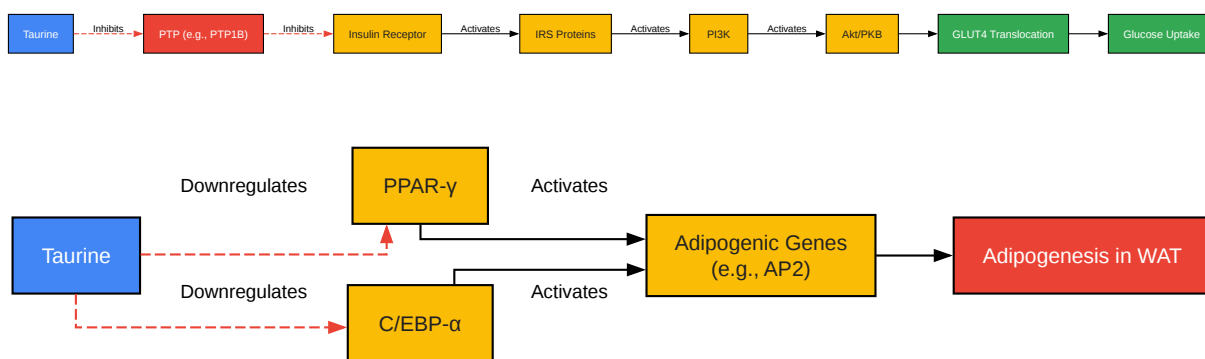 Taurine
Inhibits
PTP (e.g., PTP1B)
Inhibits
Insulin Receptor
Activates
IRS Proteins
Activates
PI3K
Activates
Akt/PKB
GLUT4 Translocation
Glucose Uptake
Taurine
Downregulates
PPAR-γ
Activates
Downregulates
C/EBP-α
Activates
Adipogenic Genes
(e.g., AP2)
Adipogenesis in WAT